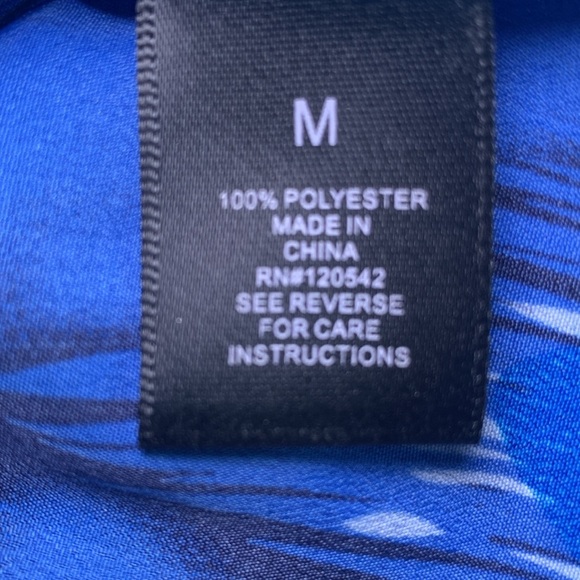 M
100% POLYESTER
MADE IN
CHINA
RN#120542
SEE REVERSE
FOR CARE
INSTRUCTIONS